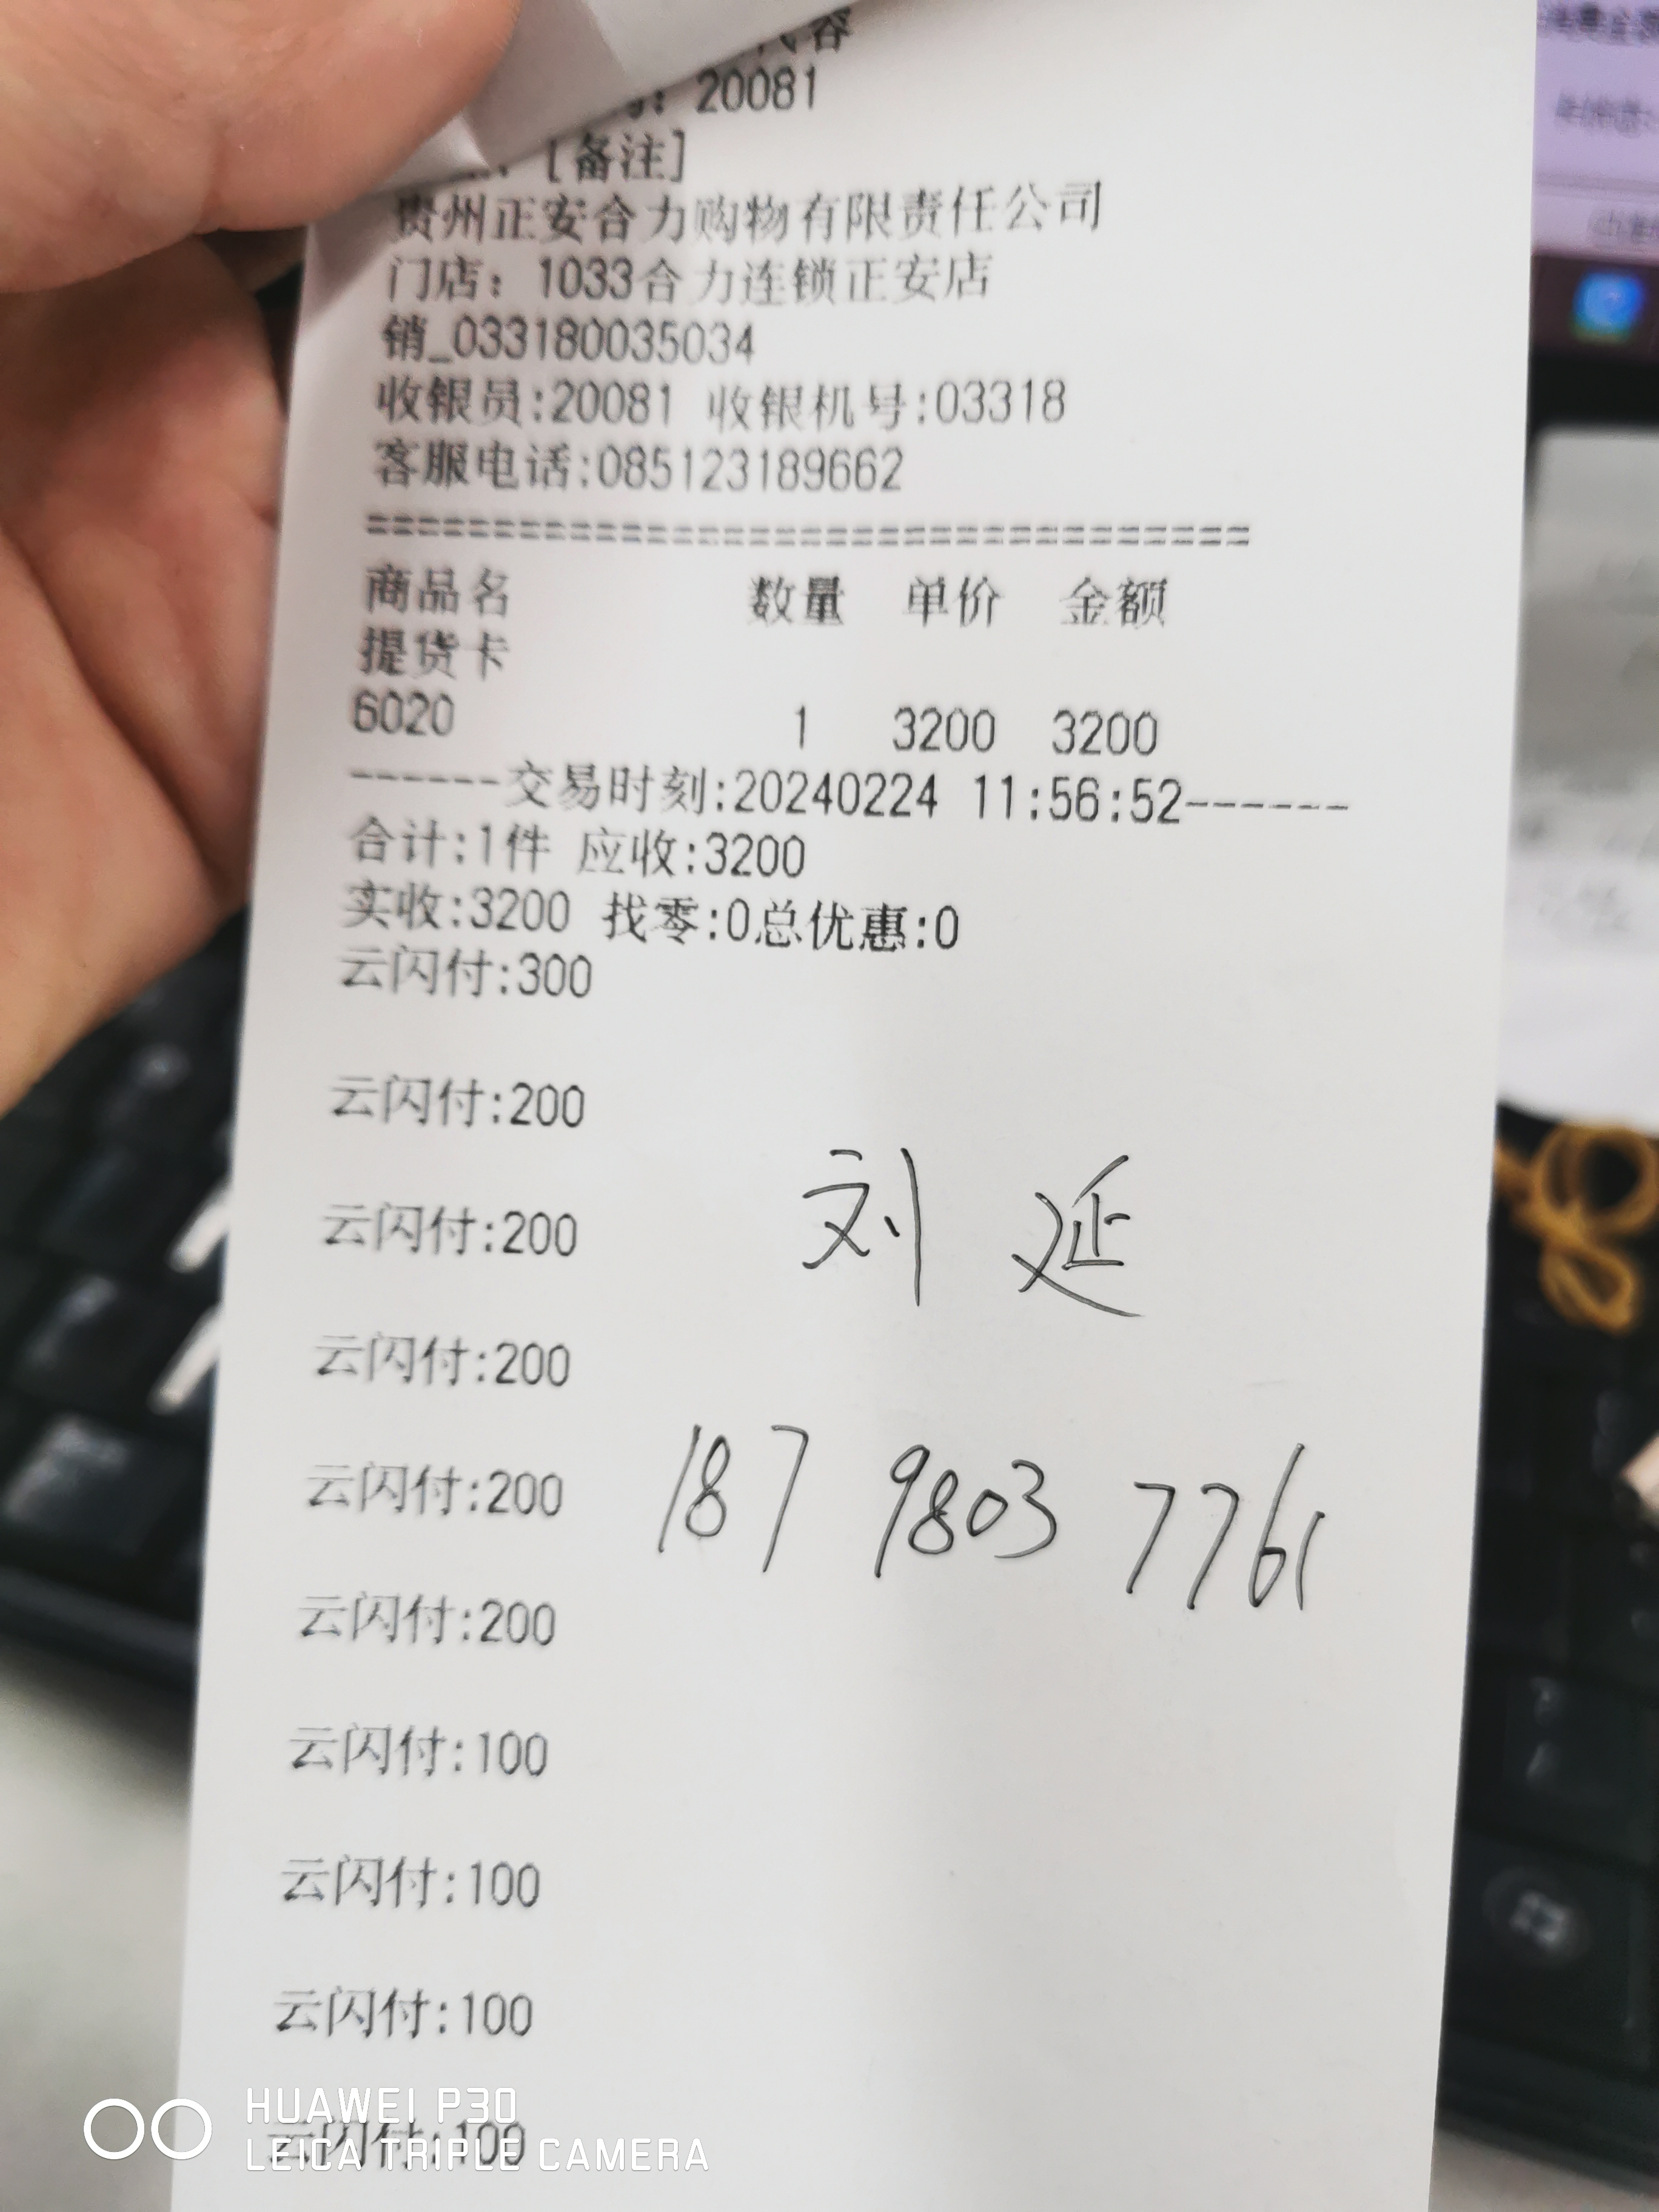 20081
[备注]
贵州正安合力购物有限责任公司
门店：1033合力连锁正安店
销_033180035034
收银员:20081 收银机号:03318
客服电话:085123189662
==================================
商品名 数量 单价 金额
提货卡
6020 1 3200 3200
------交易时刻:20240224 11:56:52------
合计:1件 应收:3200
实收:3200 找零:0总优惠:0
云闪付:300
云闪付:200
云闪付:200
刘延
云闪付:200
云闪付:200
187 9803 7761
云闪付:200
云闪付:100
云闪付:100
云闪付:100
云闪付:100
HUAWEI P30
LEICA TRIPLE CAMERA